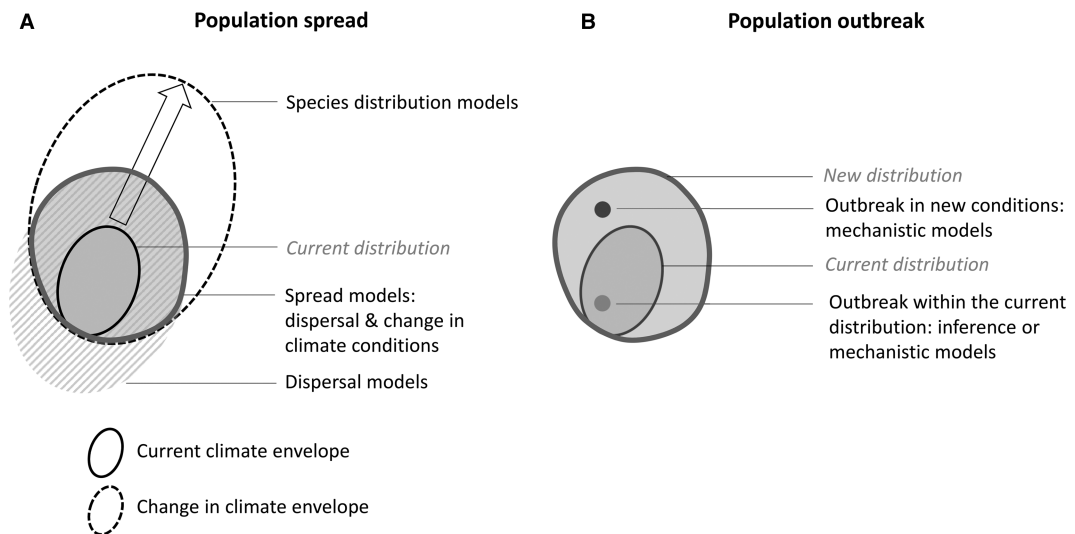 A
Population spread
Species distribution models
Current distribution
Spread models:
dispersal & change in
climate conditions
Dispersal models
Current climate envelope
Change in climate envelope
B
Population outbreak
New distribution
Outbreak in new conditions:
mechanistic models
Current distribution
Outbreak within the current
distribution: inference or
mechanistic models